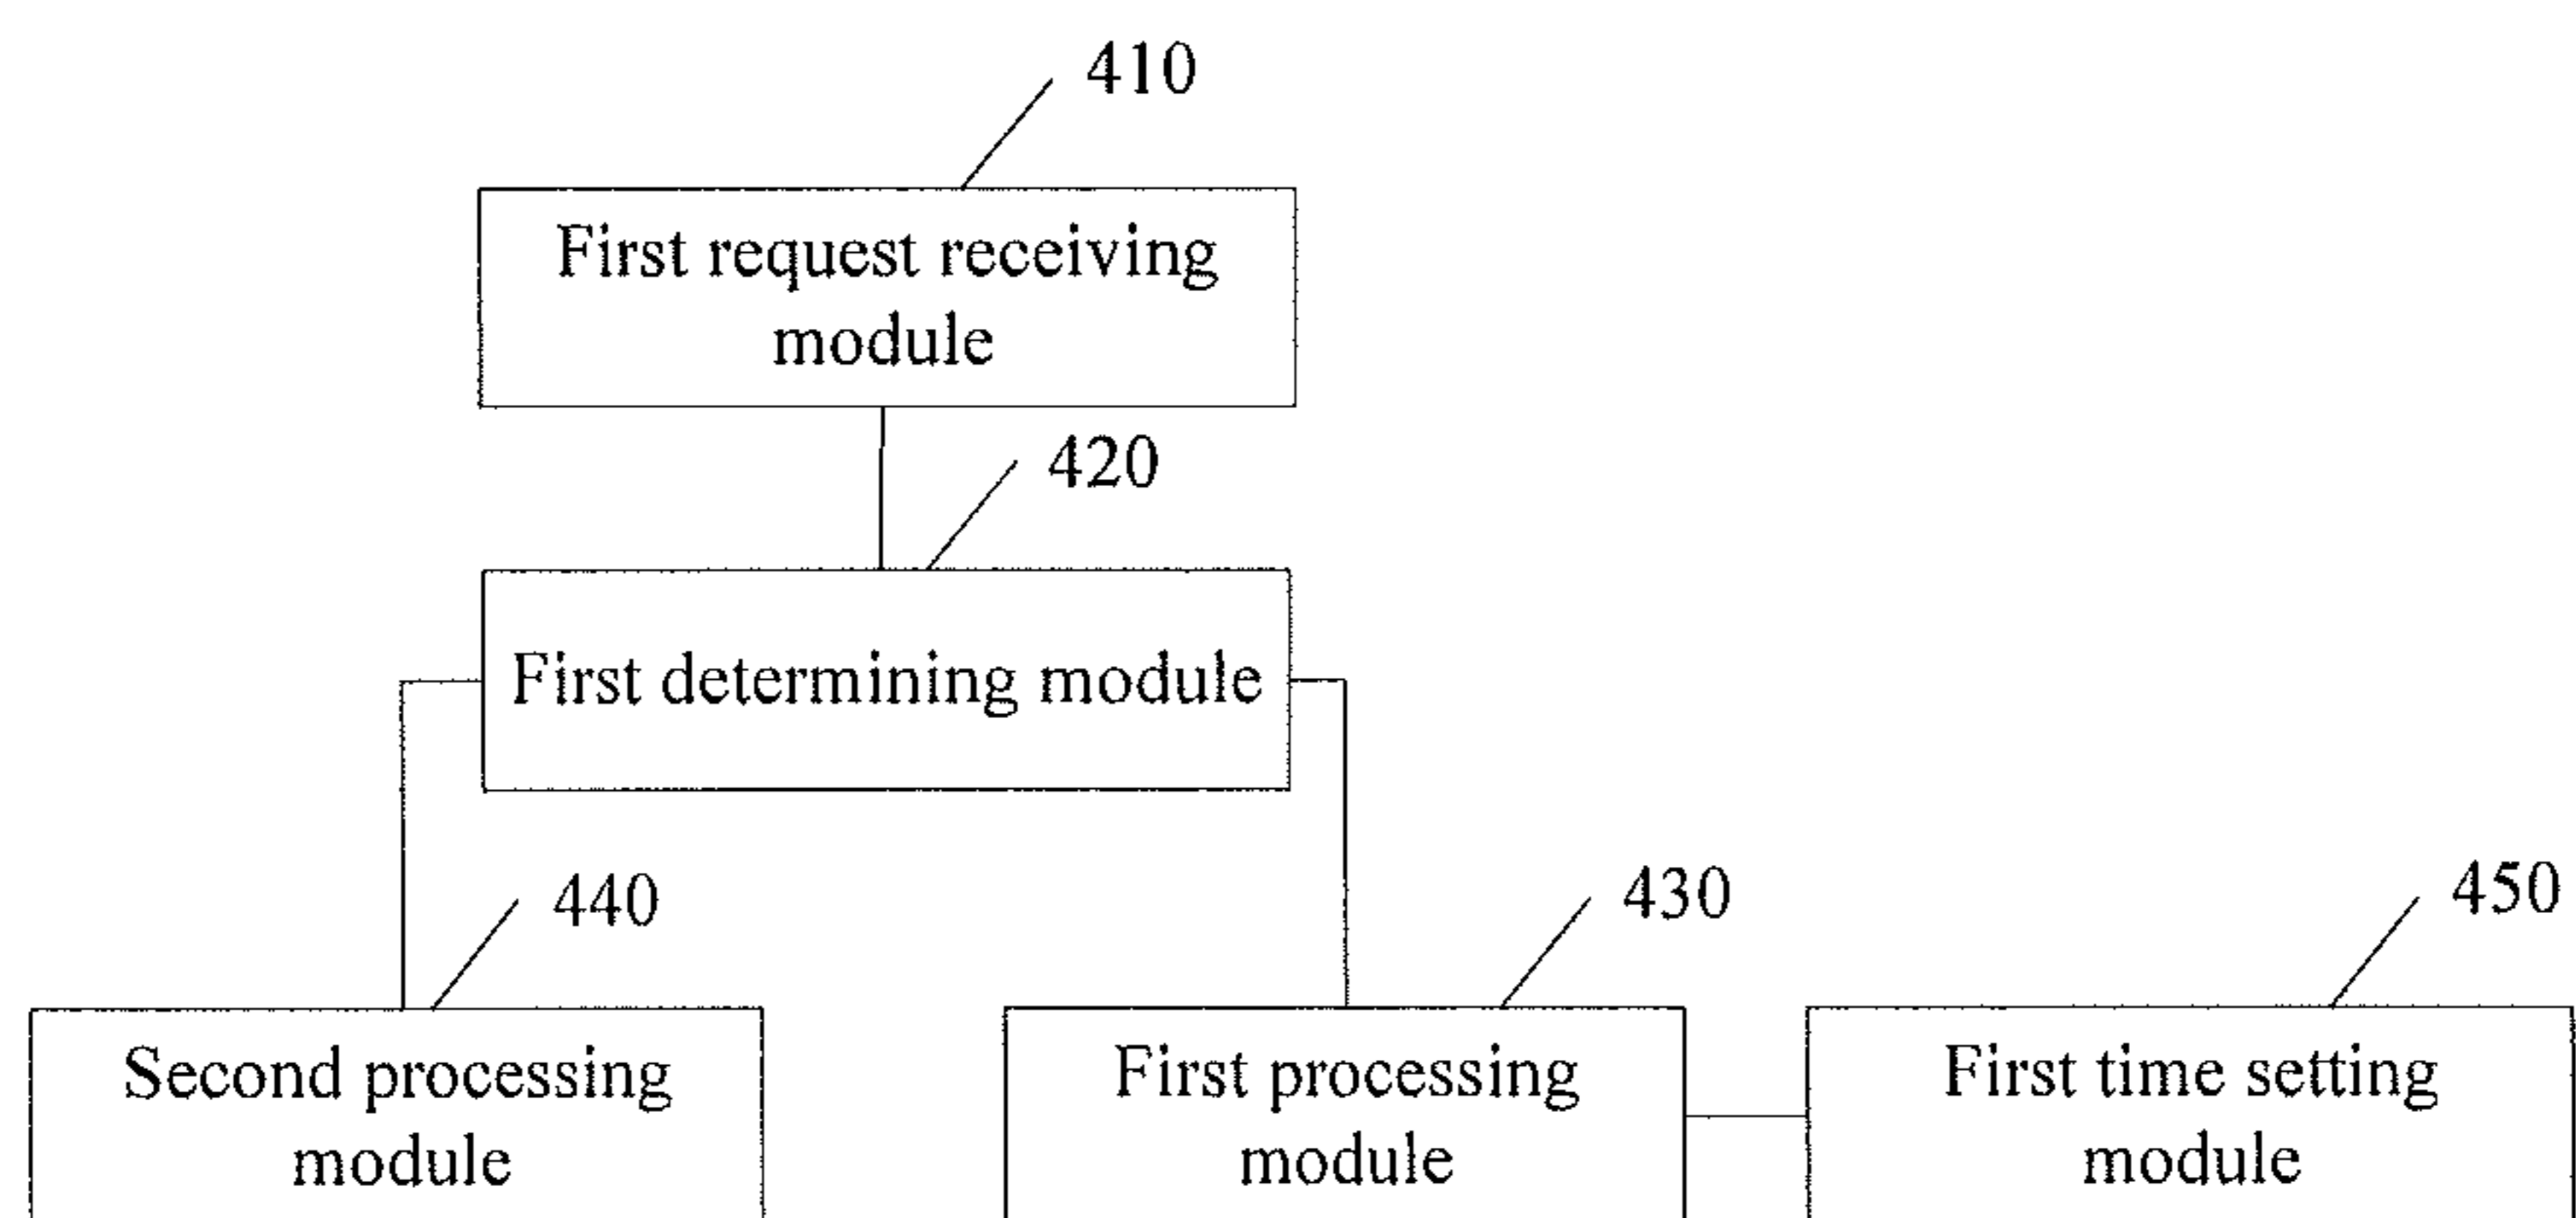 410
First request receiving
module
420
First determining module
440
430
450
Second processing
module
First processing
module
First time setting
module